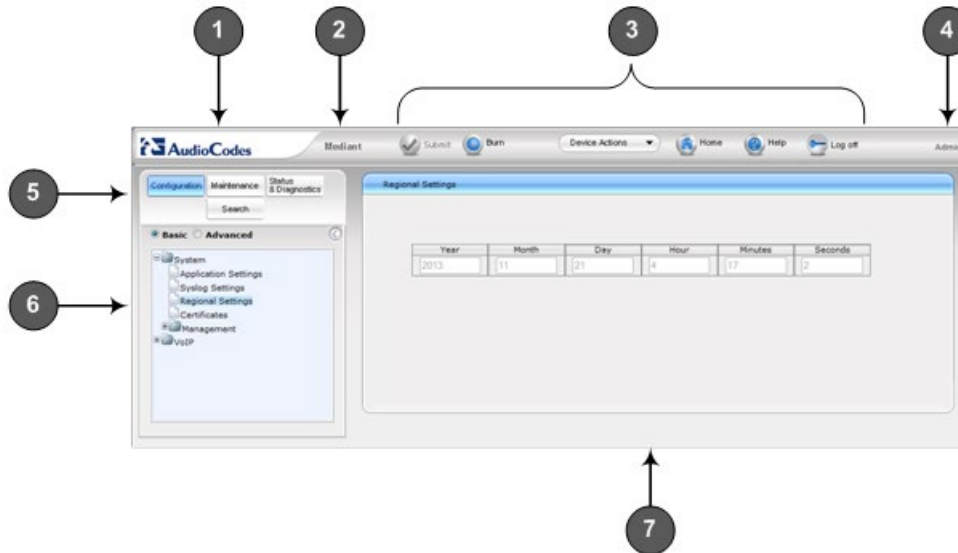 1
2
3
4
AudioCodes
Mediant
Submit
Burn
Device Actions
Home
Help
Log off
5
Configuration
Maintenance
Status & Diagnostics
Search
Regional Settings
Basic
Advanced
Year Month Day Hour Minutes Seconds
2013 11 21 4 17 2
6
System
Application Settings
Syslog Settings
Regional Settings
Certificates
Management
VoIP
7